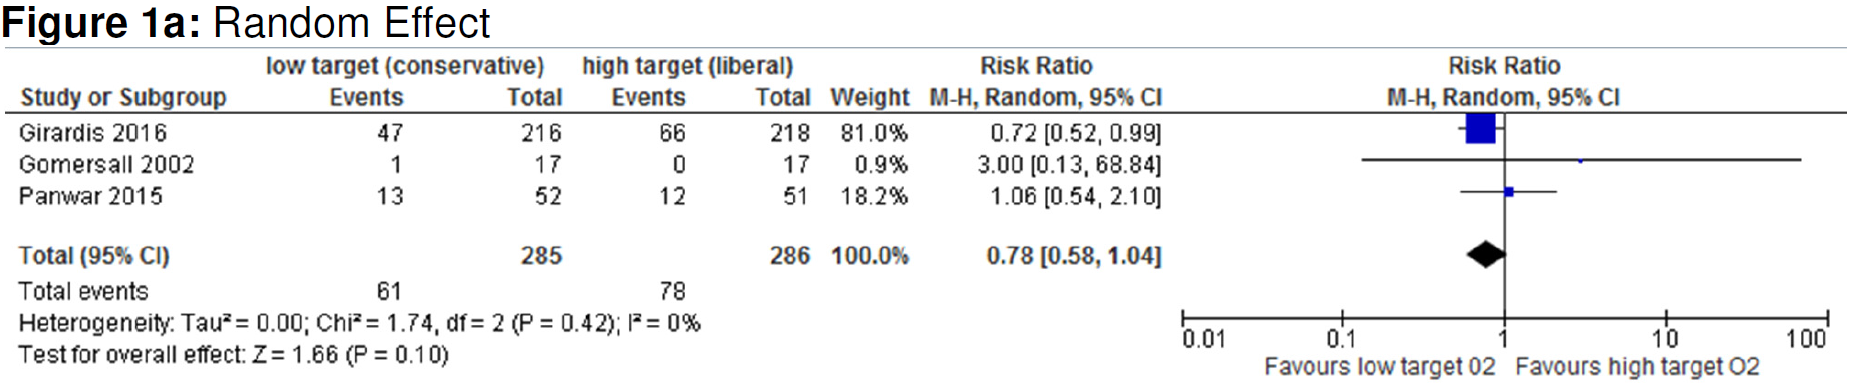 Figure 1a: Random Effect
low target (conservative) high target (liberal) Risk Ratio Risk Ratio
Study or Subgroup Events Total Events Total Weight M-H, Random, 95% CI M-H, Random, 95% CI
Girardis 2016 47 216 66 218 81.0% 0.72 [0.52, 0.99]
Gomersall 2002 1 17 0 17 0.9% 3.00 [0.13, 68.84]
Panwar 2015 13 52 12 51 18.2% 1.06 [0.54, 2.10]
Total (95% CI) 285 286 100.0% 0.78 [0.58, 1.04]
Total events 61 78
Heterogeneity: Tau² = 0.00; Chi² = 1.74, df = 2 (P = 0.42); I² = 0%
Test for overall effect: Z = 1.66 (P = 0.10)
0.01 0.1 1 10 100
Favours low target 02 Favours high target O2